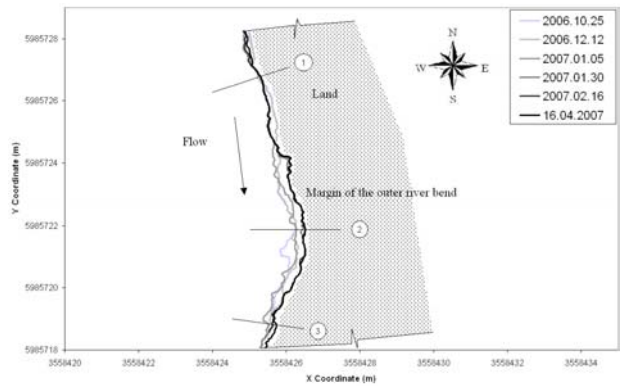 5985728
5985726
5985724
5985722
5985720
5985718
Y Coordinate (m)
3558420
3558422
3558424
3558426
3558428
3558430
3558432
3558434
X Coordinate (m)
1
Land
Flow
Margin of the outer river bend
2
3
N
W
E
S
2006.10.25
2006.12.12
2007.01.05
2007.01.30
2007.02.16
16.04.2007